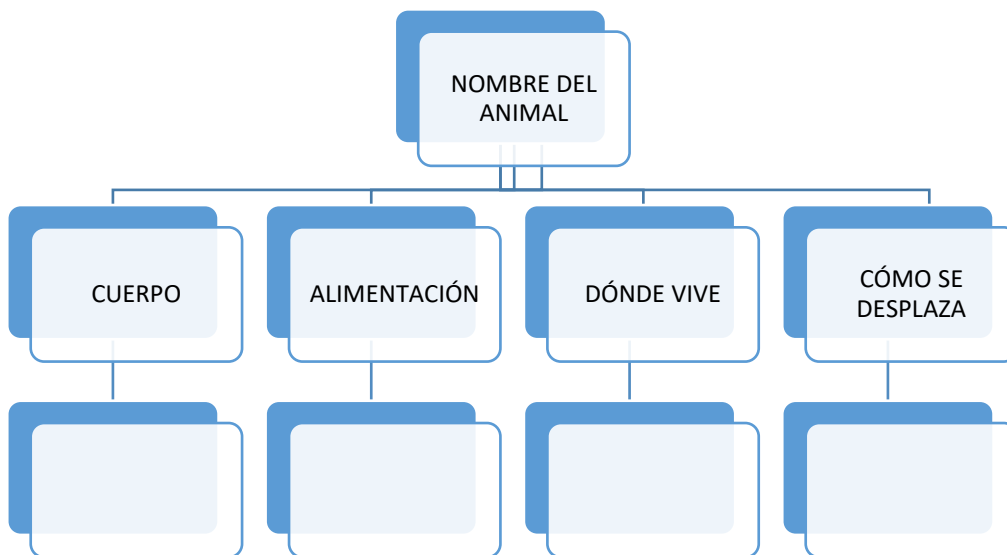 NOMBRE DEL
ANIMAL
CUERPO
ALIMENTACIÓN
DÓNDE VIVE
CÓMO SE
DESPLAZA